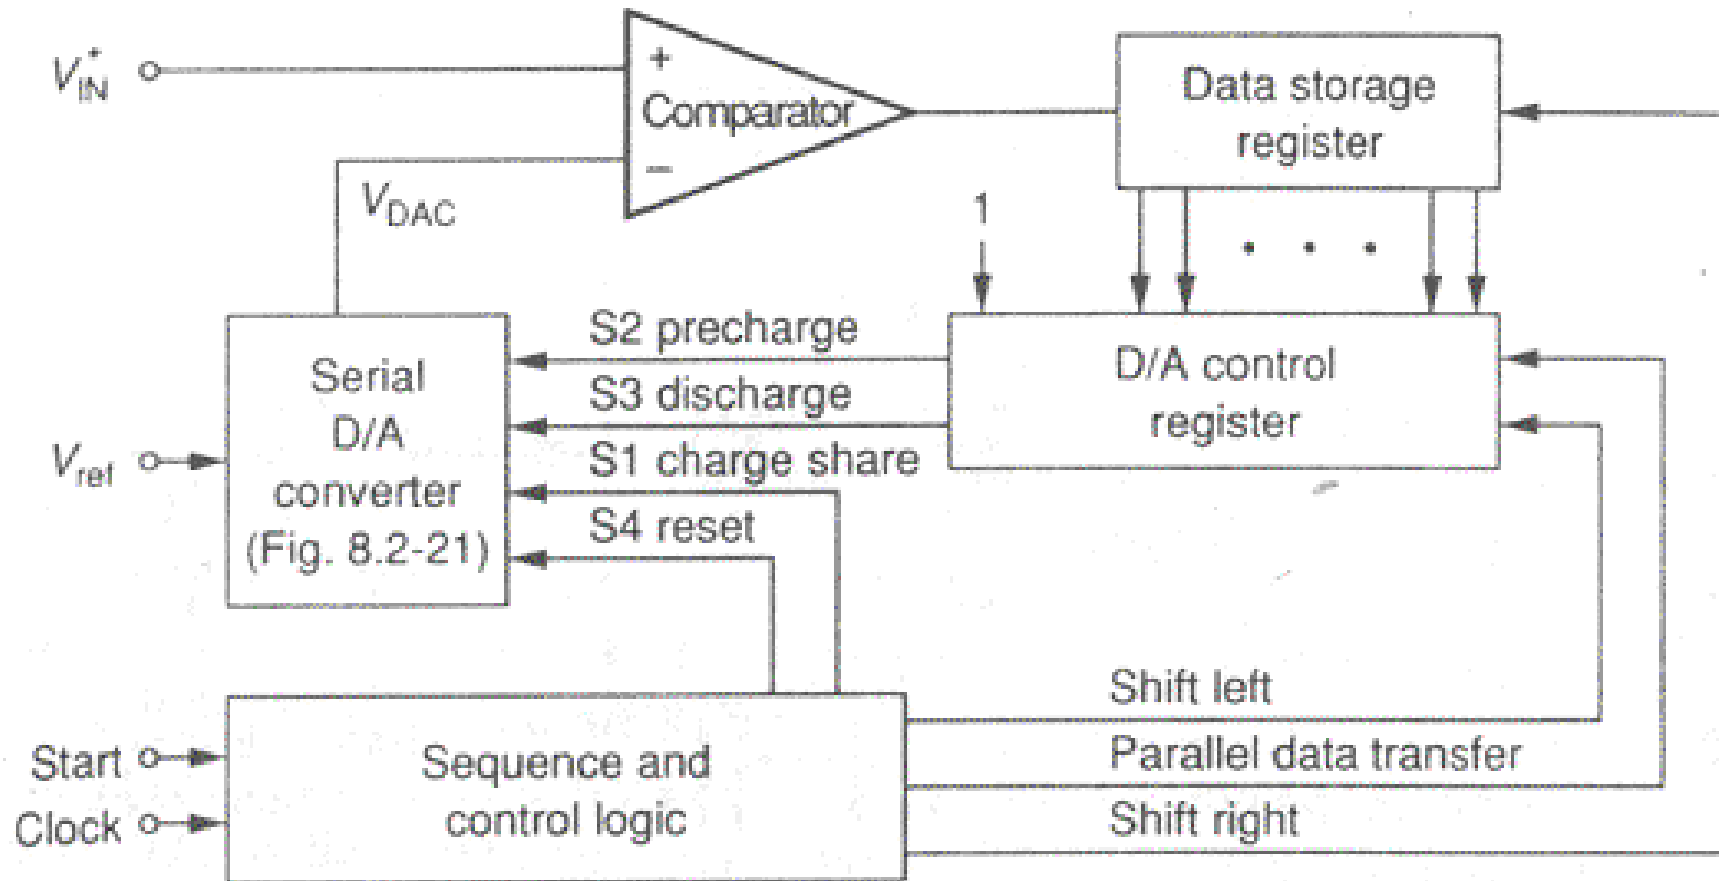 V*IN
+
Comparator
−
VDAC
Data storage
register
1
. . .
S2 precharge
S3 discharge
S1 charge share
S4 reset
D/A control
register
Serial
D/A
converter
(Fig. 8.2-21)
Vref
Shift left
Parallel data transfer
Shift right
Start
Clock
Sequence and
control logic